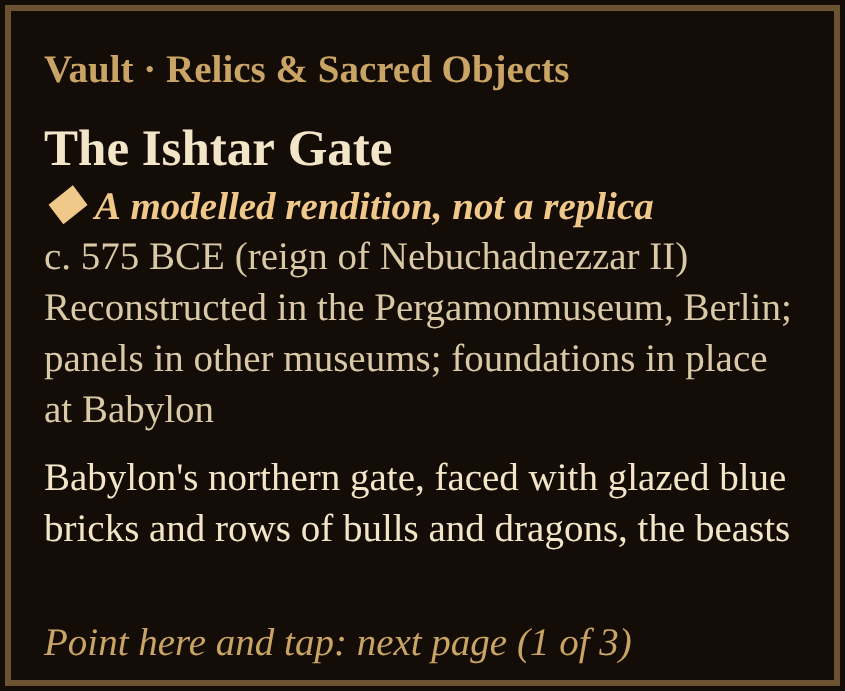 Vault · Relics & Sacred Objects
The Ishtar Gate
◆ A modelled rendition, not a replica
c. 575 BCE (reign of Nebuchadnezzar II)
Reconstructed in the Pergamonmuseum, Berlin;
panels in other museums; foundations in place
at Babylon
Babylon's northern gate, faced with glazed blue
bricks and rows of bulls and dragons, the beasts
Point here and tap: next page (1 of 3)